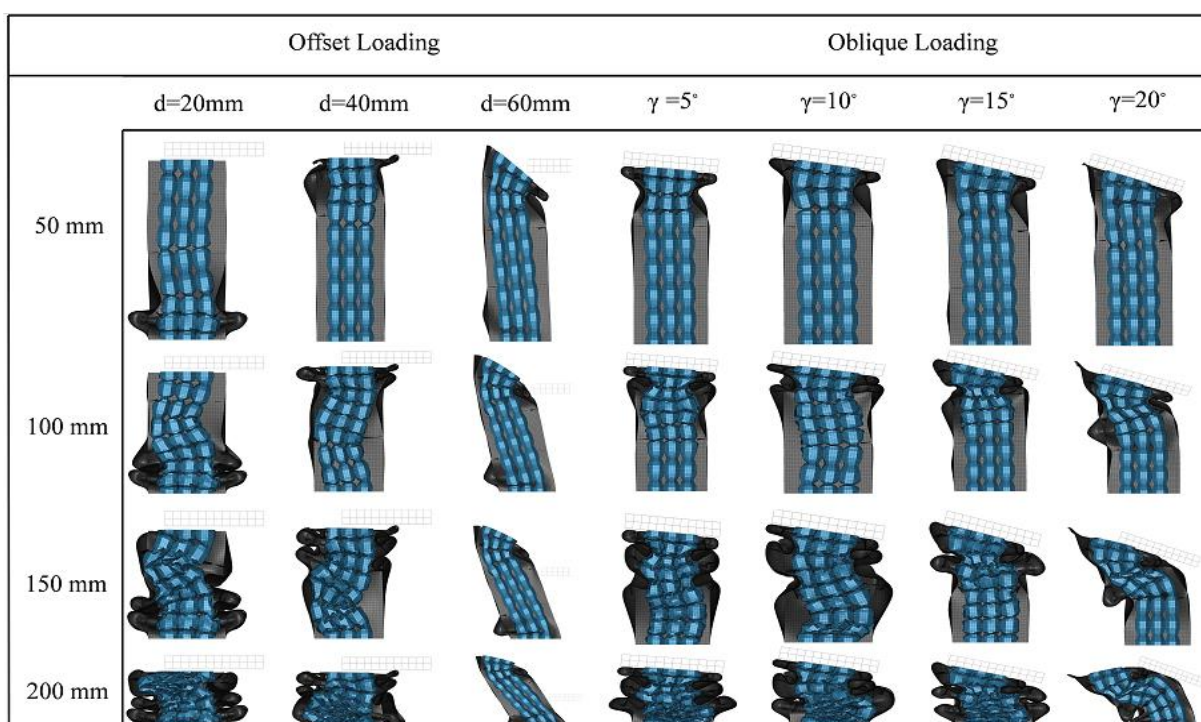 Offset Loading Oblique Loading
d=20mm d=40mm d=60mm γ =5° γ=10° γ=15° γ=20°
50 mm
100 mm
150 mm
200 mm